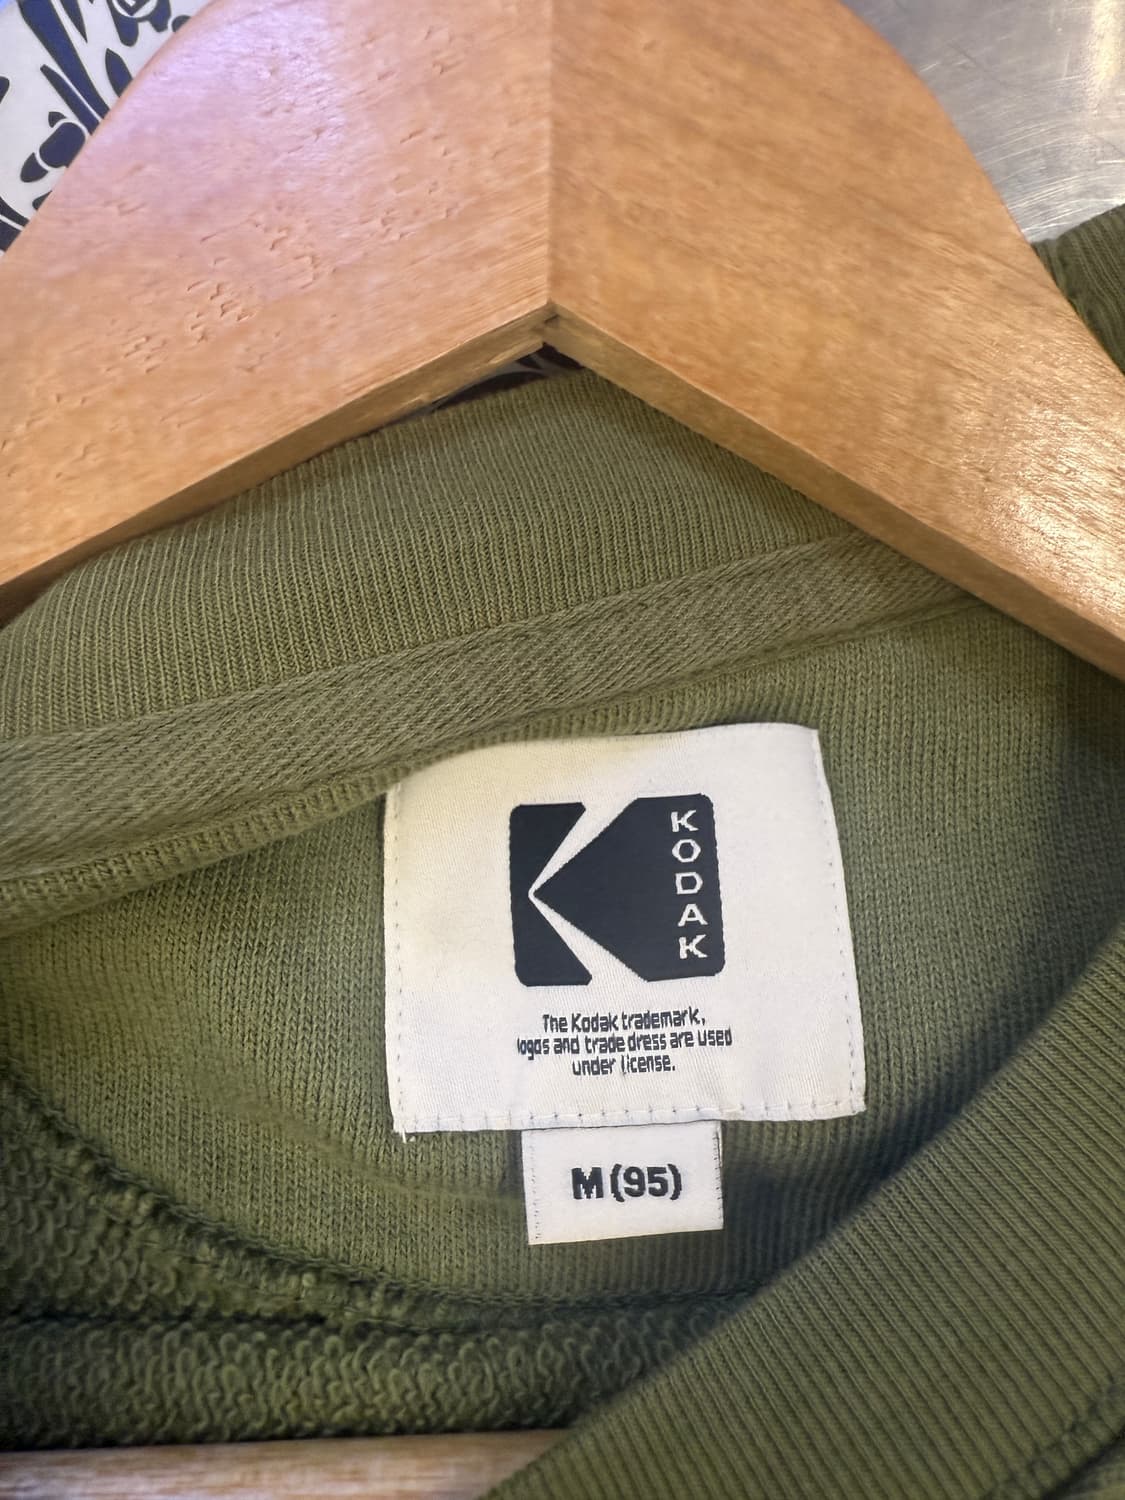 KODAK
The Kodak trademark,
logos and trade dress are used
under license.
M (95)